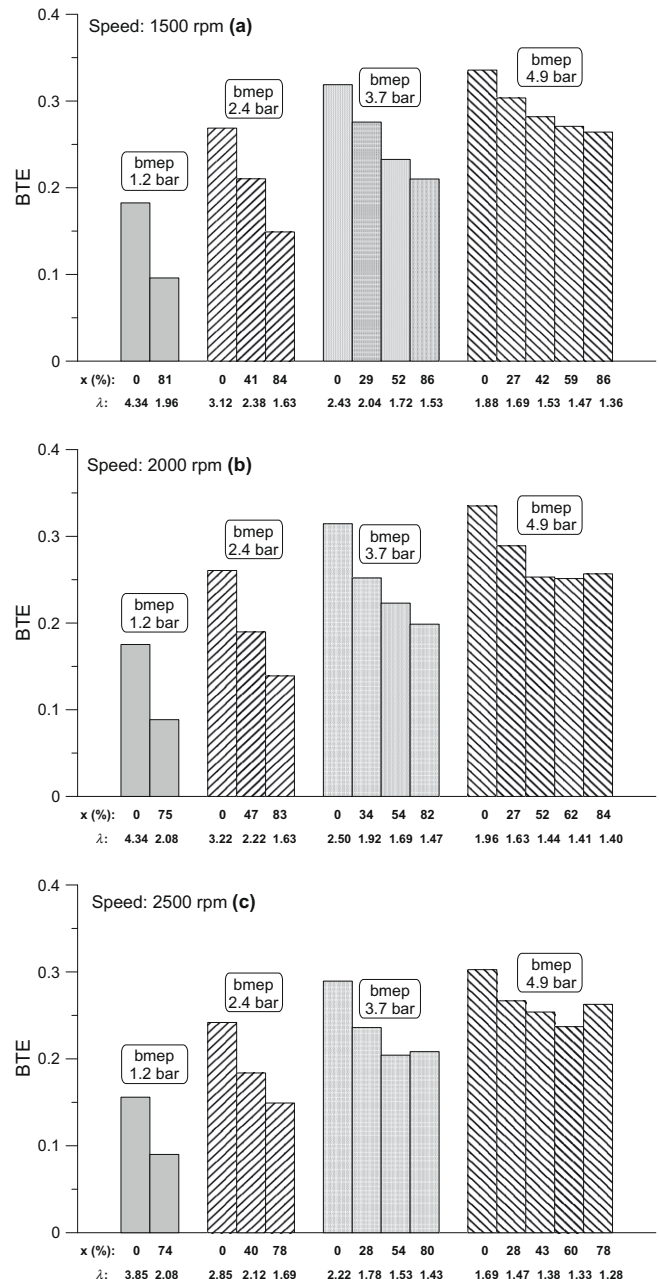 0.4
Speed: 1500 rpm (a)
bmep
4.9 bar
bmep
3.7 bar
bmep
2.4 bar
0.3
bmep
1.2 bar
0.2
BTE
0.1
0
x (%): 0 81 0 41 84 0 29 52 86 0 27 42 59 86
λ: 4.34 1.96 3.12 2.38 1.63 2.43 2.04 1.72 1.53 1.88 1.69 1.53 1.47 1.36
0.4
Speed: 2000 rpm (b)
bmep
4.9 bar
bmep
3.7 bar
bmep
2.4 bar
0.3
bmep
1.2 bar
0.2
BTE
0.1
0
x (%): 0 75 0 47 83 0 34 54 82 0 27 52 62 84
λ: 4.34 2.08 3.22 2.22 1.63 2.50 1.92 1.69 1.47 1.96 1.63 1.44 1.41 1.40
0.4
Speed: 2500 rpm (c)
bmep
4.9 bar
bmep
3.7 bar
bmep
2.4 bar
0.3
bmep
1.2 bar
0.2
BTE
0.1
0
x (%): 0 74 0 40 78 0 28 54 80 0 28 43 60 78
λ: 3.85 2.08 2.85 2.12 1.69 2.22 1.78 1.53 1.43 1.69 1.47 1.38 1.33 1.28